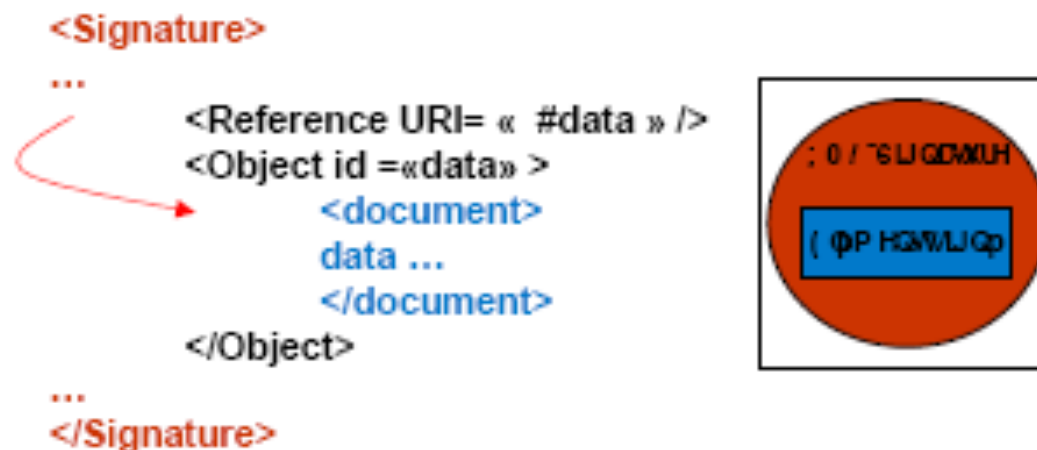 <Signature>
...
<Reference URI= «  #data » />
<Object id =«data» >
<document>
data ...
</document>
</Object>
...
</Signature>